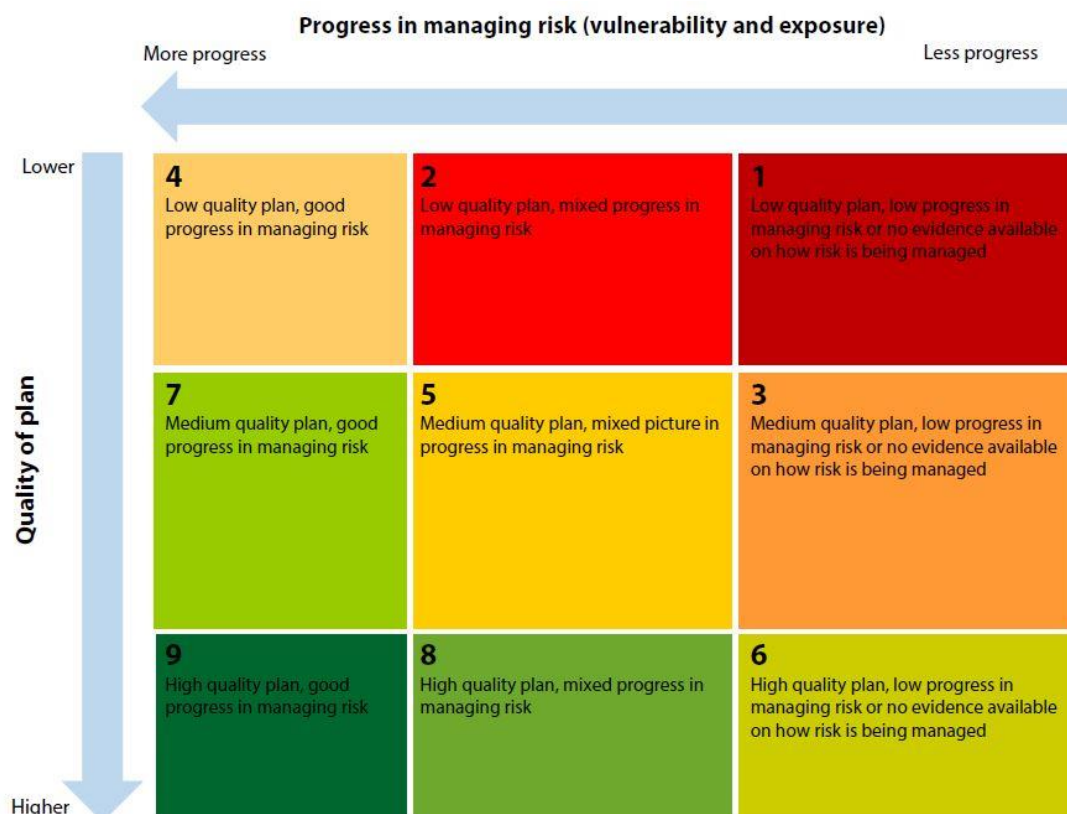 Progress in managing risk (vulnerability and exposure)
More progress
Less progress
Lower
Quality of plan
Higher
4
Low quality plan, good
progress in managing risk
2
Low quality plan, mixed progress in
managing risk
1
Low quality plan, low progress in
managing risk or no evidence available
on how risk is being managed
7
Medium quality plan, good
progress in managing risk
5
Medium quality plan, mixed picture in
progress in managing risk
3
Medium quality plan, low progress in
managing risk or no evidence available
on how risk is being managed
9
High quality plan, good
progress in managing risk
8
High quality plan, mixed progress in
managing risk
6
High quality plan, low progress in
managing risk or no evidence available
on how risk is being managed